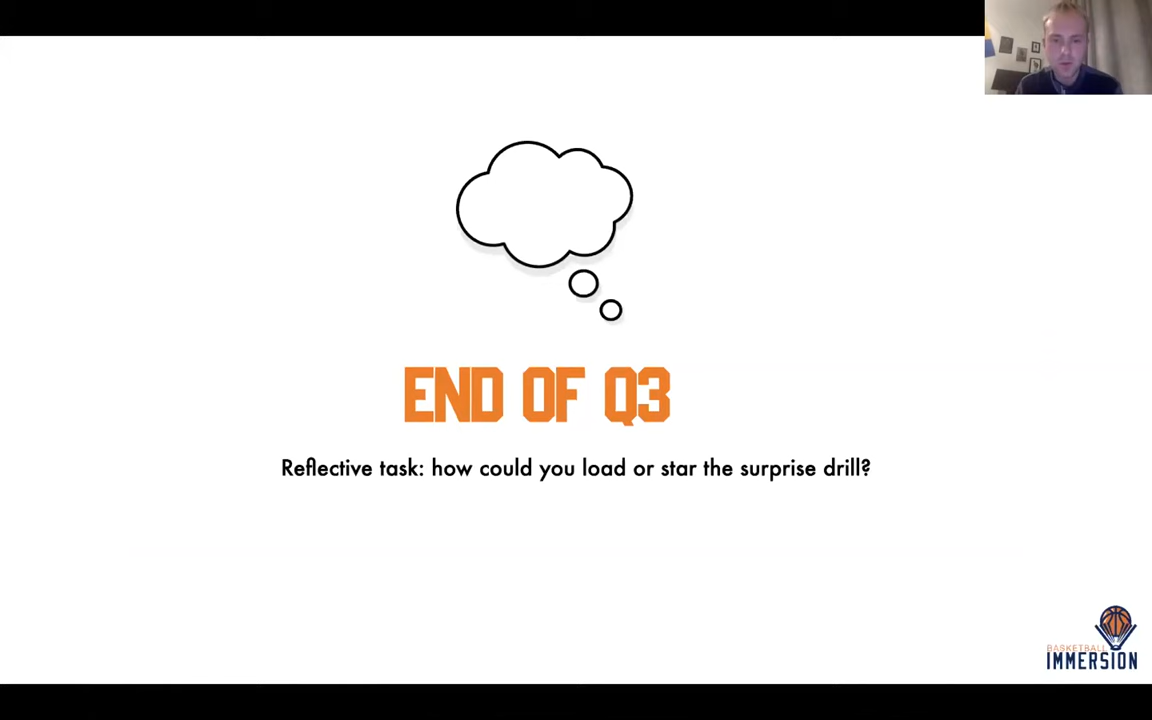 END OF Q3
Reflective task: how could you load or star the surprise drill?
BASKETBALL
IMMERSION